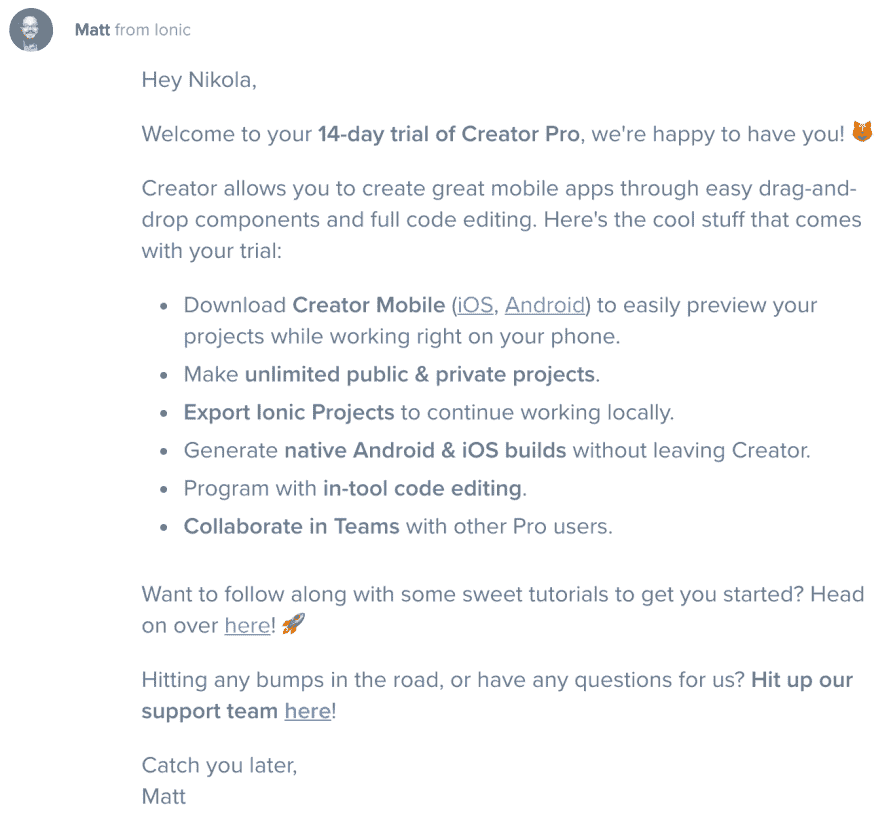 Matt from Ionic
Hey Nikola,
Welcome to your 14-day trial of Creator Pro, we're happy to have you!
Creator allows you to create great mobile apps through easy drag-and-
drop components and full code editing. Here's the cool stuff that comes
with your trial:
• Download Creator Mobile (iOS, Android) to easily preview your
projects while working right on your phone.
• Make unlimited public & private projects.
• Export Ionic Projects to continue working locally.
• Generate native Android & iOS builds without leaving Creator.
• Program with in-tool code editing.
• Collaborate in Teams with other Pro users.
Want to follow along with some sweet tutorials to get you started? Head
on over here! 🚀
Hitting any bumps in the road, or have any questions for us? Hit up our
support team here!
Catch you later,
Matt